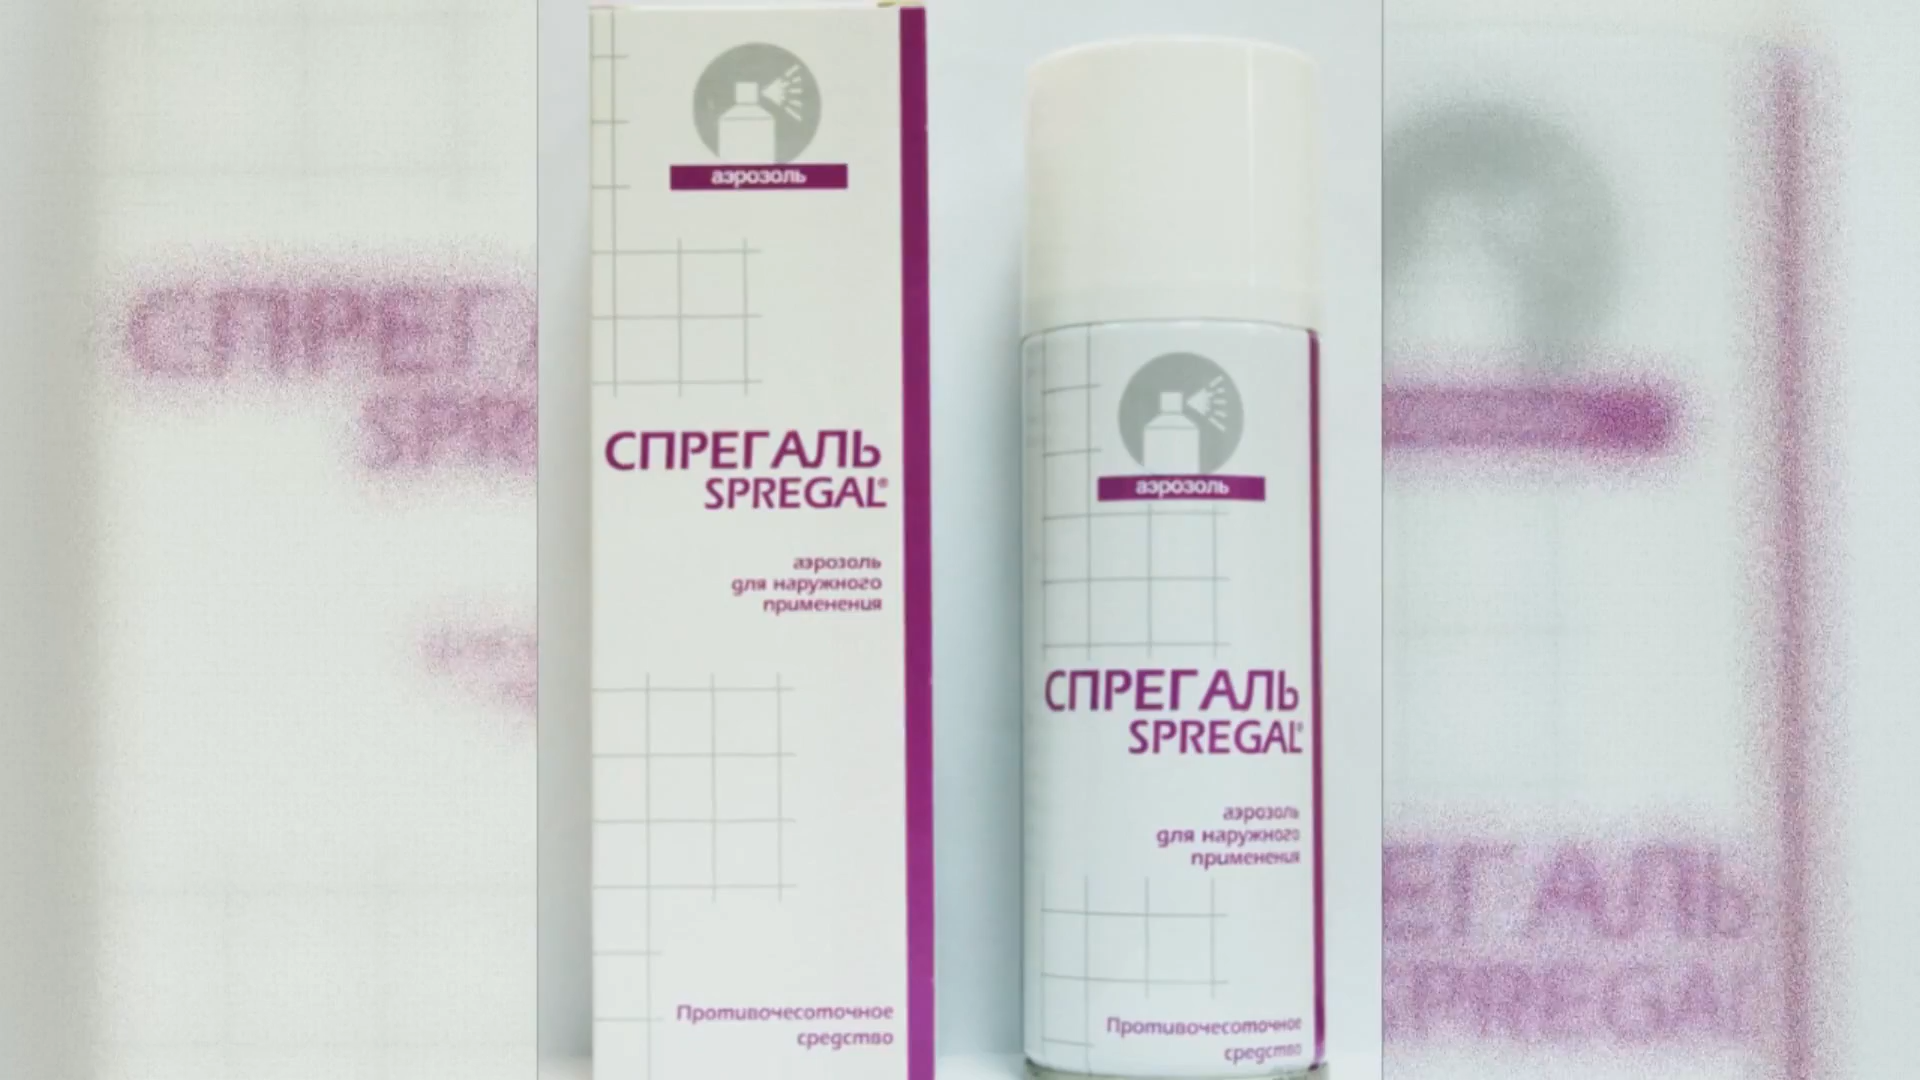 аэрозоль
СПРЕГАЛЬ
SPREGAL®
аэрозоль
для наружного
применения
Противочесоточное
средство
аэрозоль
СПРЕГАЛЬ
SPREGAL®
аэрозоль
для наружного
применения
Противочесоточное
средство